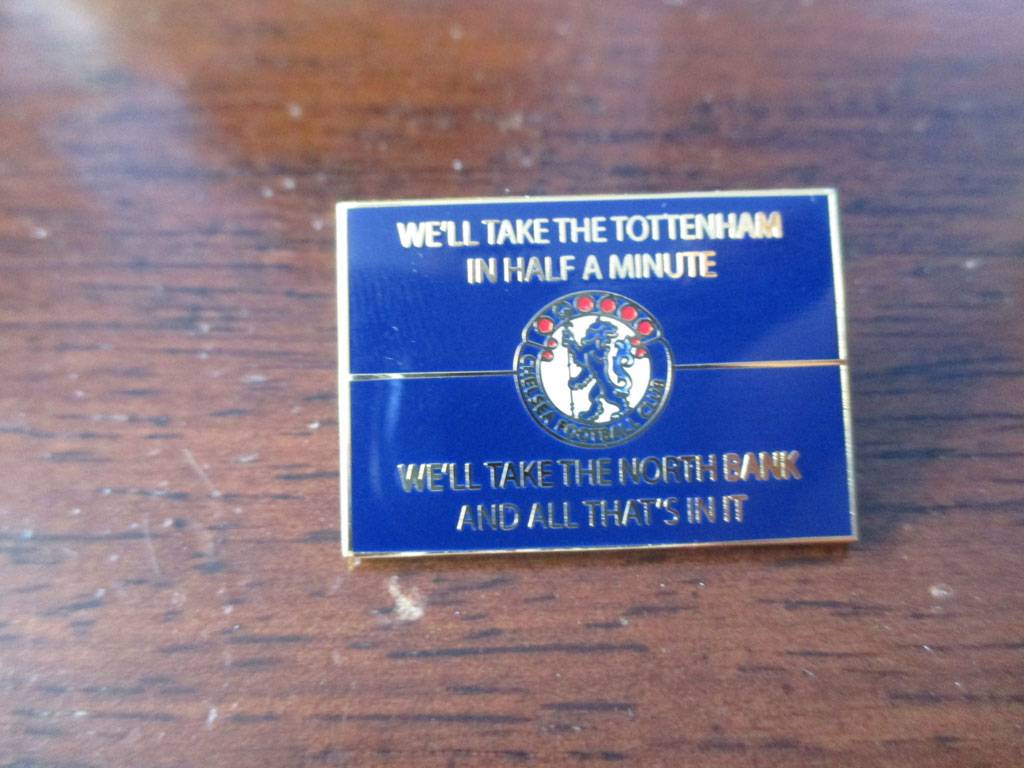 WE'LL TAKE THE TOTTENHAM
IN HALF A MINUTE
CHELSEA FOOTBALL CLUB
WE'LL TAKE THE NORTH BANK
AND ALL THAT'S IN IT